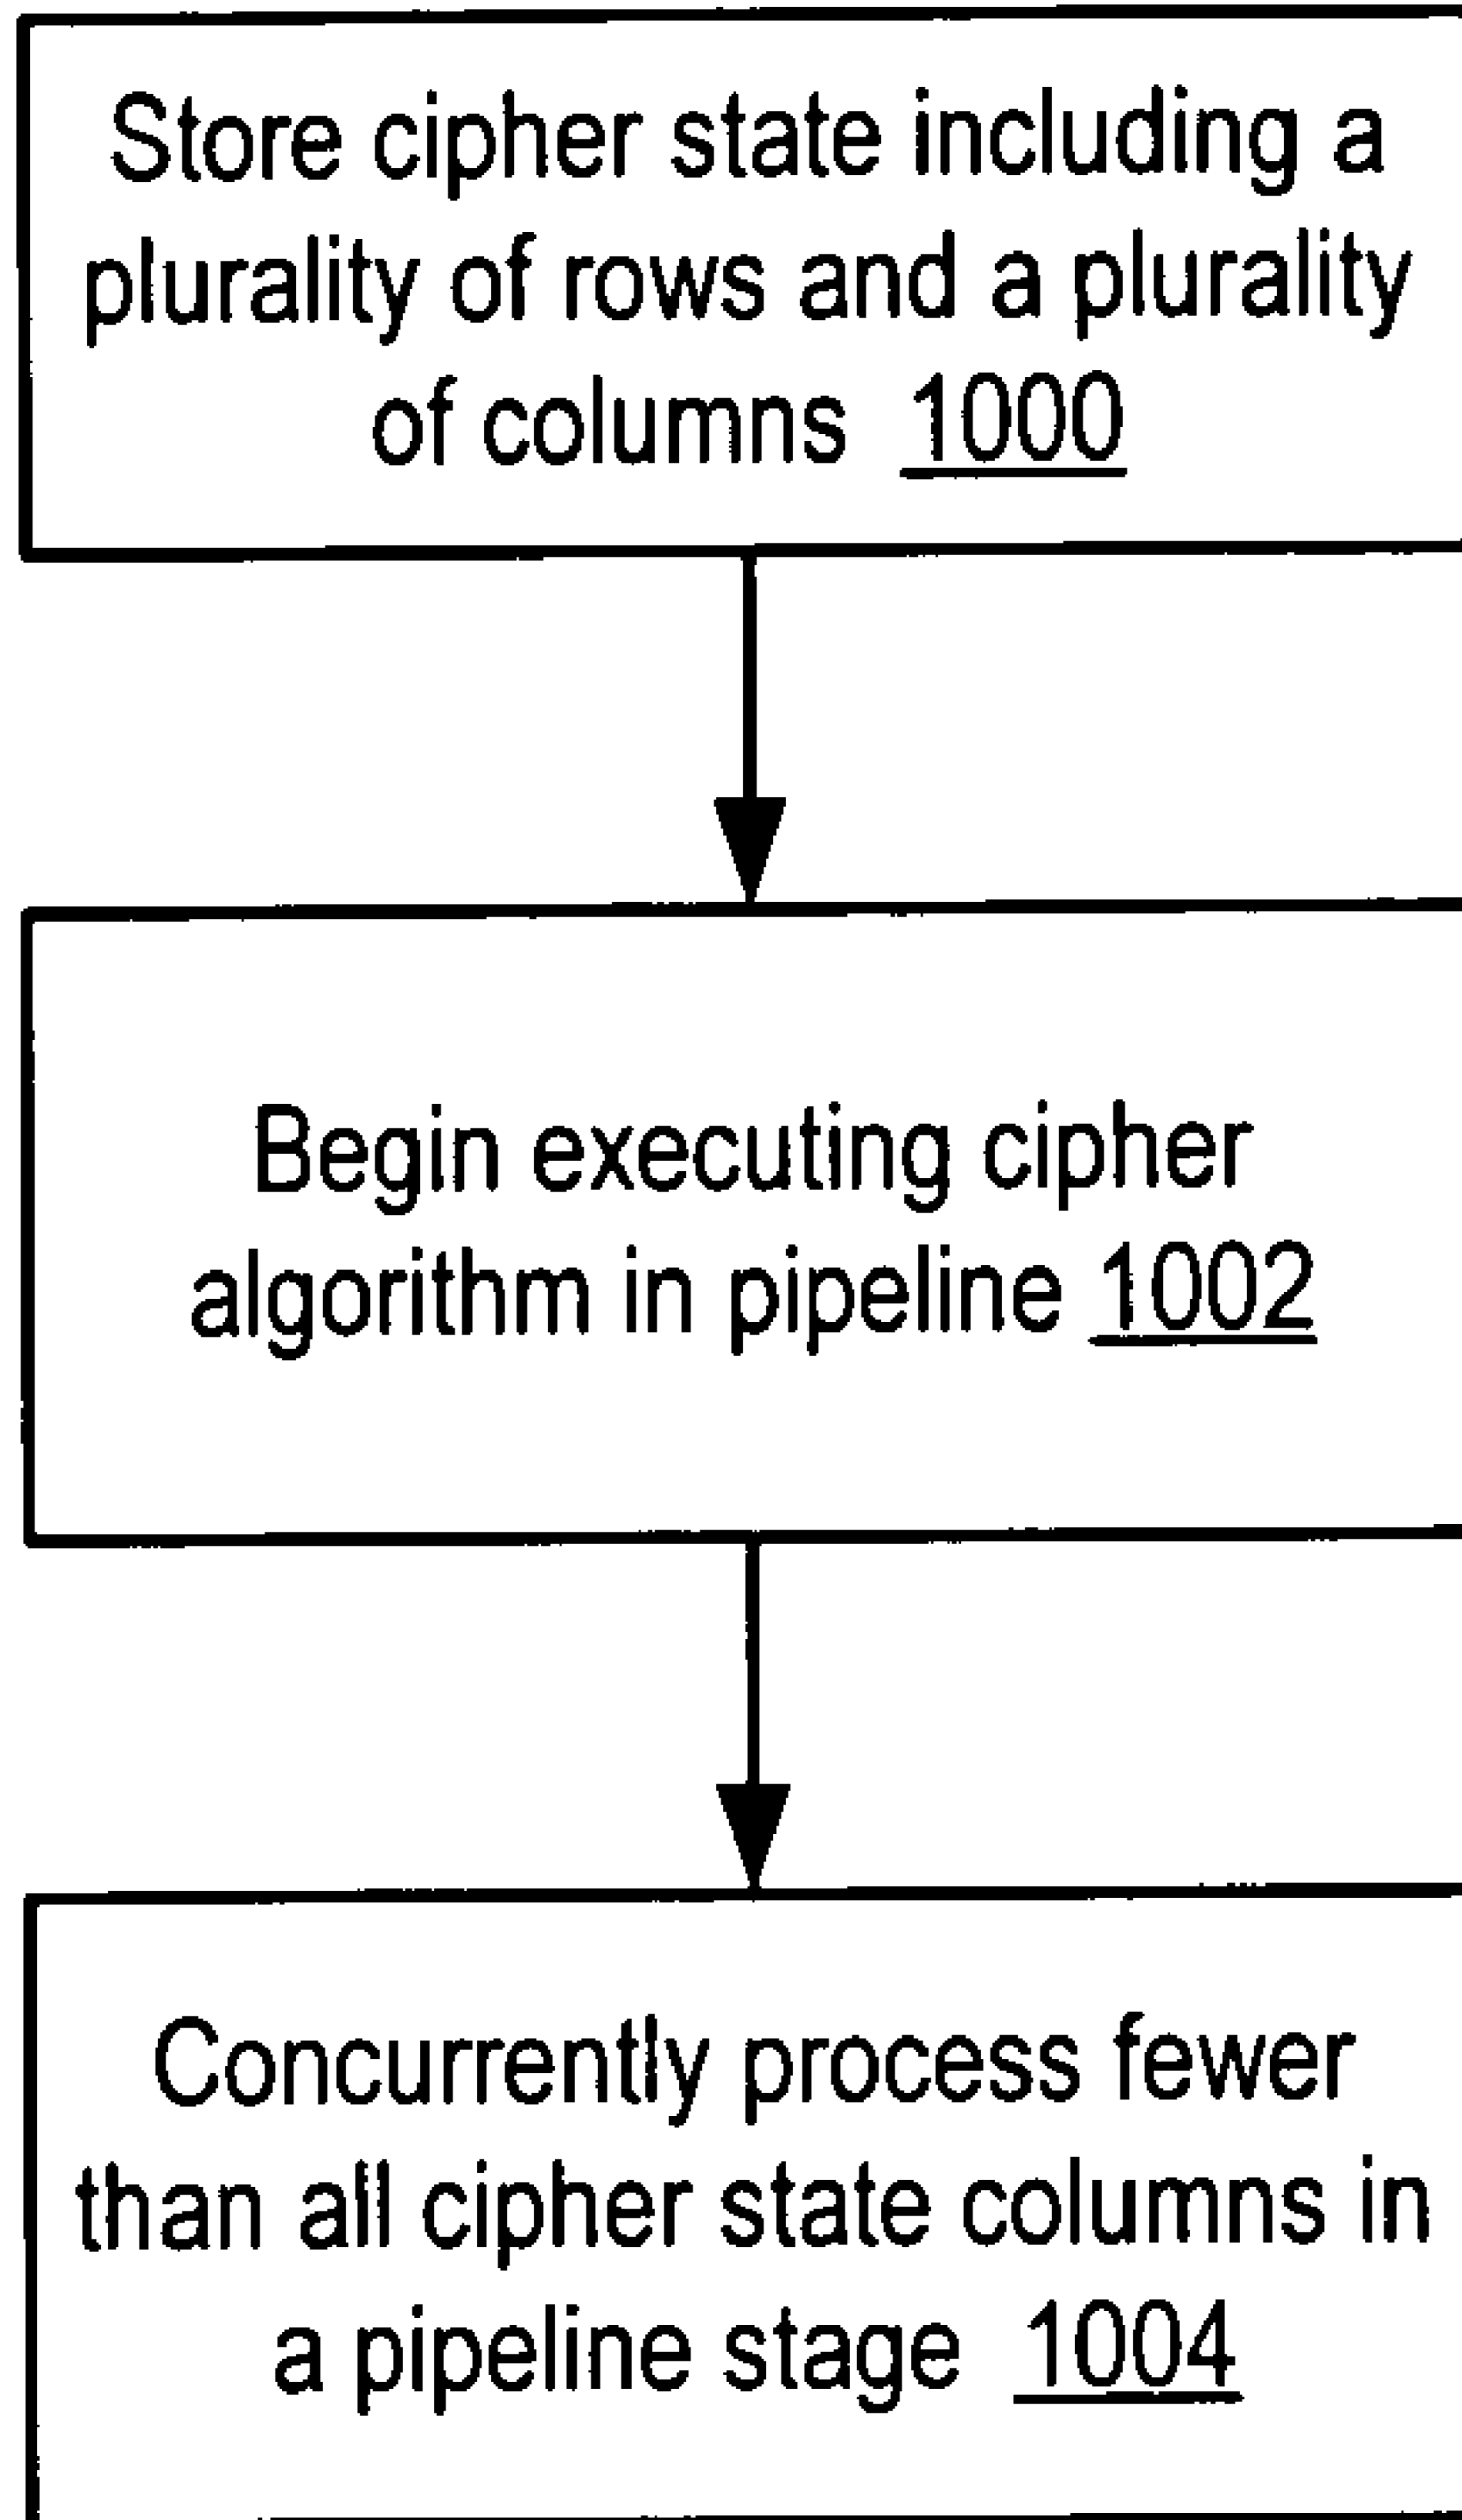 Store cipher state including a
plurality of rows and a plurality
of columns 1000
Begin executing cipher
algorithm in pipeline 1002
Concurrently process fewer
than all cipher state columns in
a pipeline stage 1004